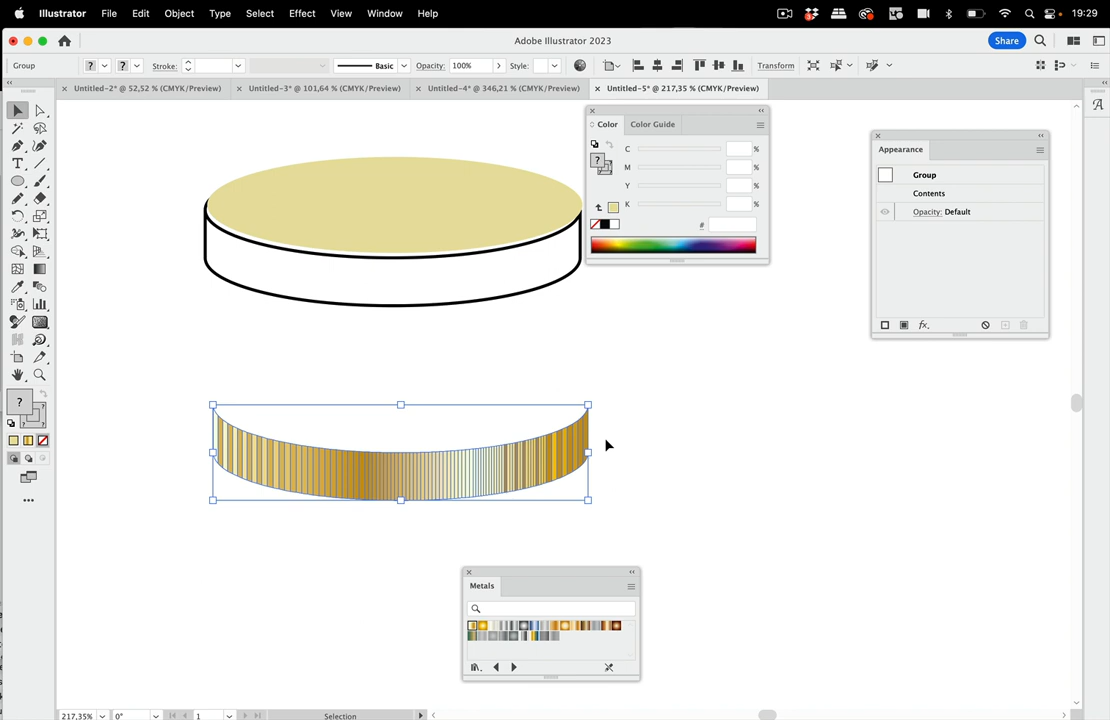 Illustrator File Edit Object Type Select Effect View Window Help 3 19:29
Adobe Illustrator 2023 Share
Group ? ? Stroke: Basic Opacity: 100% Style: Transform
Untitled-2* @ 52,52 % (CMYK/Preview) Untitled-3* @ 101,64 % (CMYK/Preview) Untitled-4* @ 346,21 % (CMYK/Preview) Untitled-5* @ 217,35 % (CMYK/Preview)
Color Color Guide
C %
M %
Y %
K %
#
Appearance
Group
Contents
Opacity: Default
fx
?
Metals
217,35% 0° 1 Selection